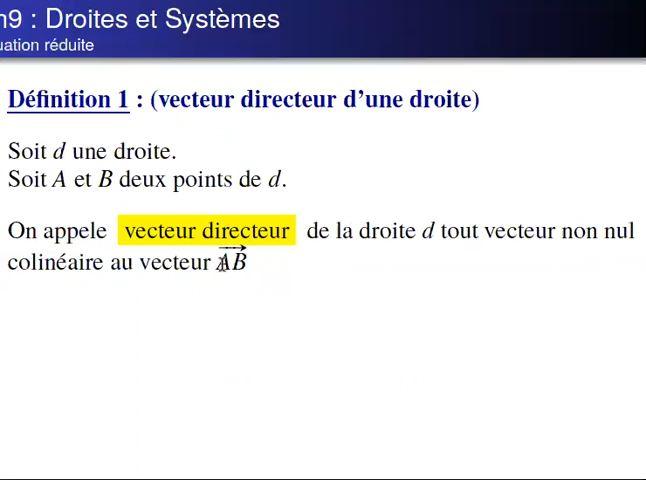 n9 : Droites et Systèmes
uation réduite
Définition 1 : (vecteur directeur d'une droite)
Soit d une droite.
Soit A et B deux points de d.
On appele vecteur directeur de la droite d tout vecteur non nul
colinéaire au vecteur AB